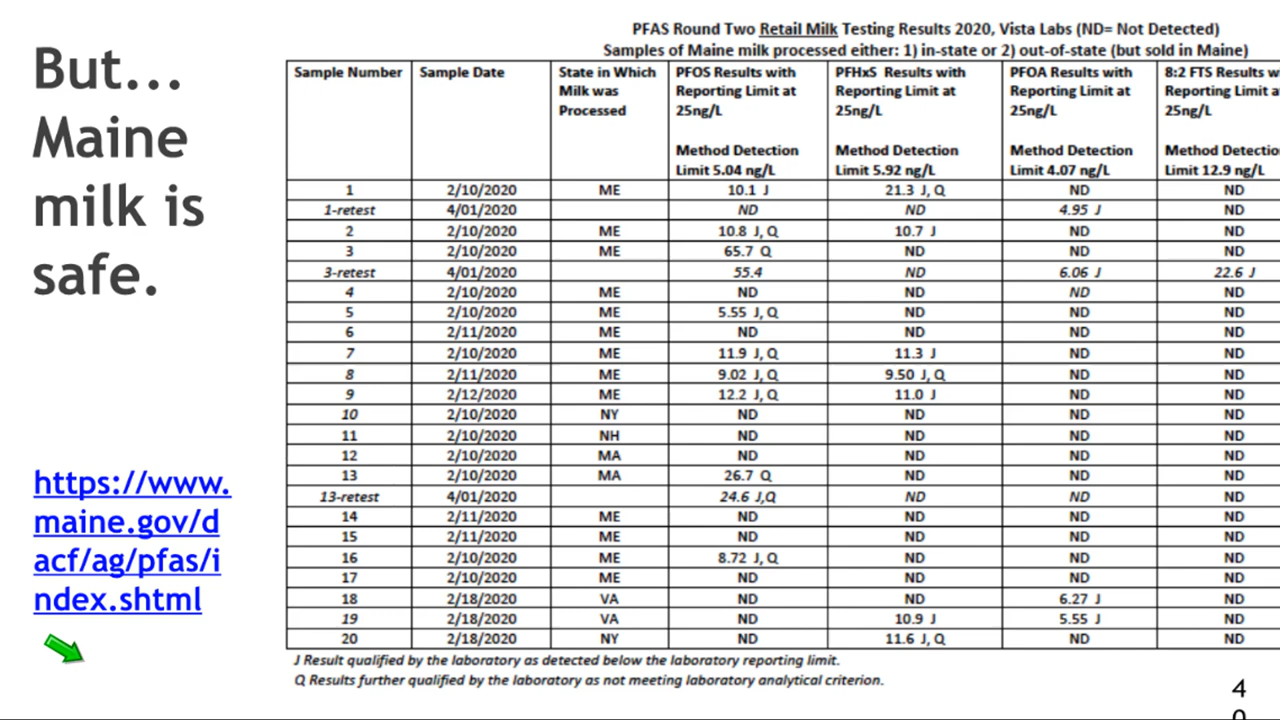 But...
Maine
milk is
safe.
https://www.
maine.gov/d
acf/ag/pfas/i
ndex.shtml
PFAS Round Two Retail Milk Testing Results 2020, Vista Labs (ND= Not Detected)
Samples of Maine milk processed either: 1) in-state or 2) out-of-state (but sold in Maine)
Sample Number Sample Date State in Which PFOS Results with PFHxS Results with PFOA Results with 8:2 FTS Results w
Milk was Reporting Limit at Reporting Limit at Reporting Limit at Reporting Limit a
Processed 25ng/L 25ng/L 25ng/L 25ng/L
Method Detection Method Detection Method Detection Method Detectio
Limit 5.04 ng/L Limit 5.92 ng/L Limit 4.07 ng/L Limit 12.9 ng/L
1 2/10/2020 ME 10.1 J 21.3 J, Q ND ND
1-retest 4/01/2020 ND ND 4.95 J ND
2 2/10/2020 ME 10.8 J, Q 10.7 J ND ND
3 2/10/2020 ME 65.7 Q ND ND ND
3-retest 4/01/2020 55.4 ND 6.06 J 22.6 J
4 2/10/2020 ME ND ND ND ND
5 2/10/2020 ME 5.55 J, Q ND ND ND
6 2/11/2020 ME ND ND ND ND
7 2/10/2020 ME 11.9 J, Q 11.3 J ND ND
8 2/11/2020 ME 9.02 J, Q 9.50 J, Q ND ND
9 2/12/2020 ME 12.2 J, Q 11.0 J ND ND
10 2/10/2020 NY ND ND ND ND
11 2/10/2020 NH ND ND ND ND
12 2/10/2020 MA ND ND ND ND
13 2/10/2020 MA 26.7 Q ND ND ND
13-retest 4/01/2020 24.6 J,Q ND ND ND
14 2/11/2020 ME ND ND ND ND
15 2/11/2020 ME ND ND ND ND
16 2/10/2020 ME 8.72 J, Q ND ND ND
17 2/10/2020 ME ND ND ND ND
18 2/18/2020 VA ND ND 6.27 J ND
19 2/18/2020 VA ND 10.9 J 5.55 J ND
20 2/18/2020 NY ND 11.6 J, Q ND ND
J Result qualified by the laboratory as detected below the laboratory reporting limit.
Q Results further qualified by the laboratory as not meeting laboratory analytical criterion.
4